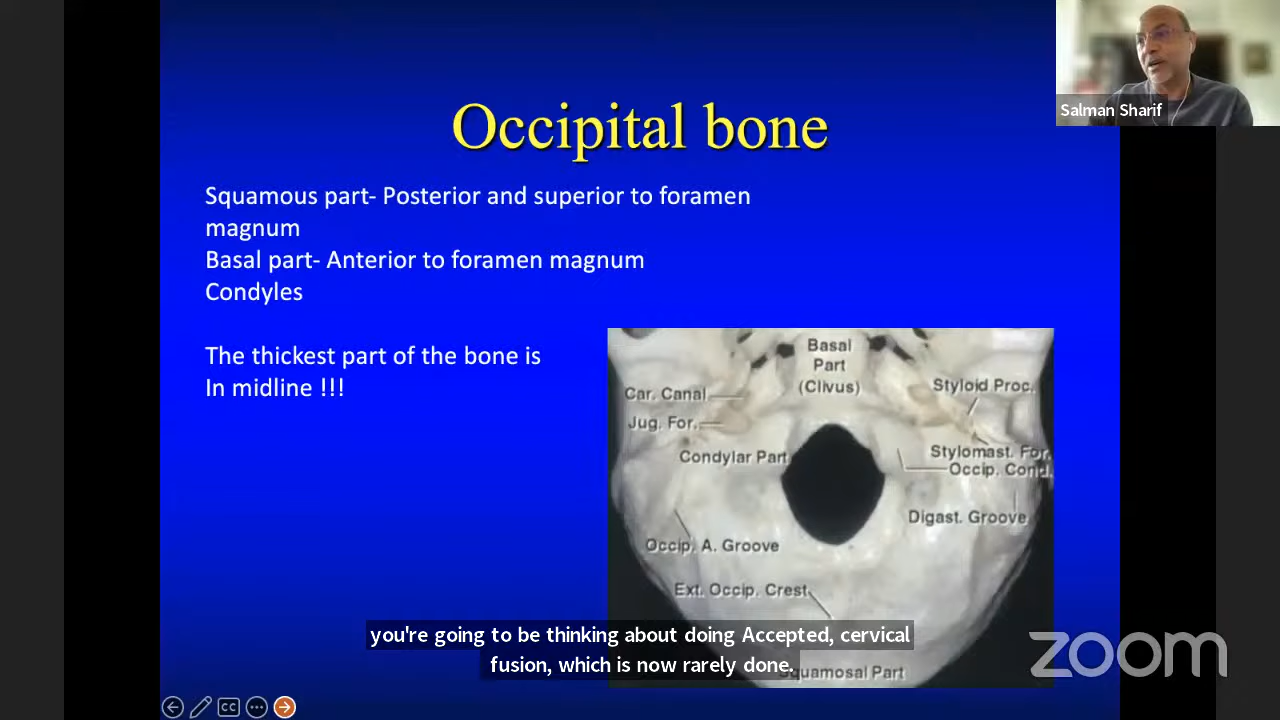 Salman Sharif
Occipital bone
Squamous part- Posterior and superior to foramen
magnum
Basal part- Anterior to foramen magnum
Condyles
The thickest part of the bone is
In midline !!!
Basal
Part
(Clivus)
Car. Canal
Styloid Proc.
Jug. For.
Stylomast. For.
Condylar Part
Occip. Cond.
Digast. Groove
Occip. A. Groove
Ext. Occip. Crest
you're going to be thinking about doing Accepted, cervical
fusion, which is now rarely done.
Squamosal Part
zoom
CC